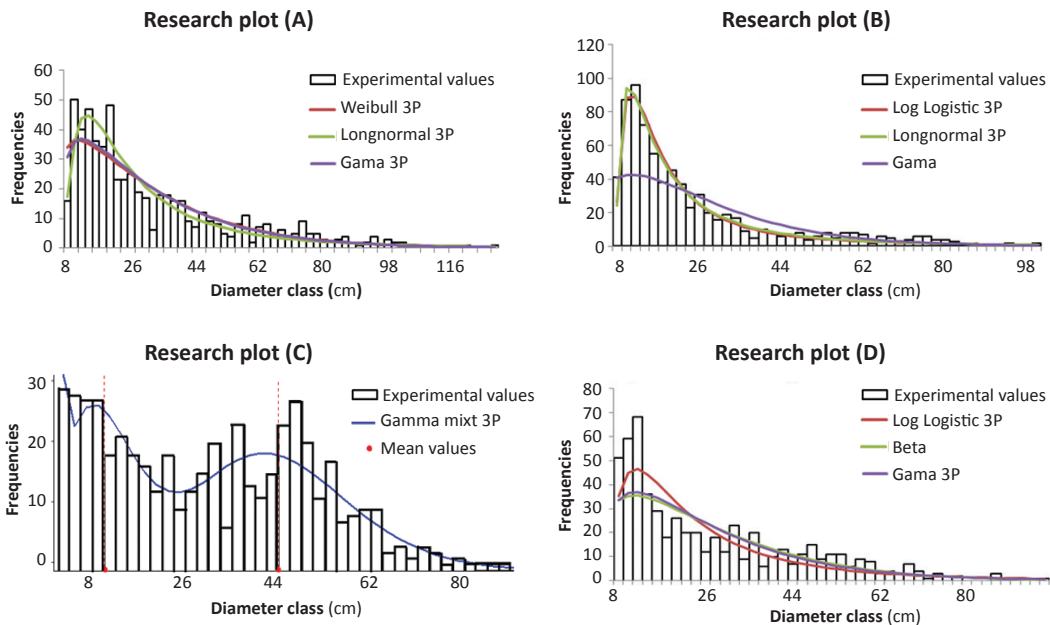 Research plot (A)
Frequencies
60
50
40
30
20
10
0
Experimental values
Weibull 3P
Longnormal 3P
Gama 3P
8 26 44 62 80 98 116
Diameter class (cm)
Research plot (B)
Frequencies
120
100
80
60
40
20
0
Experimental values
Log Logistic 3P
Longnormal 3P
Gama
8 26 44 62 80 98
Diameter class (cm)
Research plot (C)
Frequencies
30
20
10
0
Experimental values
Gamma mixt 3P
Mean values
8 26 44 62 80
Diameter class (cm)
Research plot (D)
Frequencies
80
70
60
50
40
30
20
10
0
Experimental values
Log Logistic 3P
Beta
Gama 3P
8 26 44 62 80
Diameter class (cm)